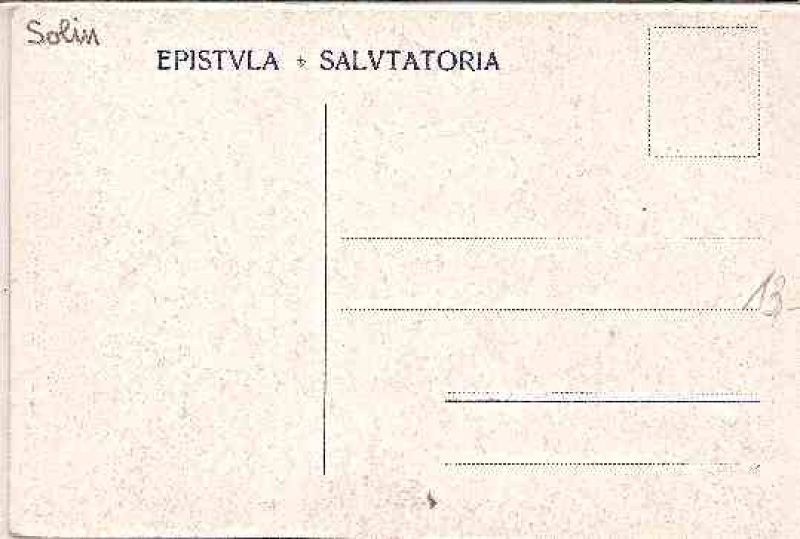 Solin
EPISTVLA * SALVTATORIA
13-